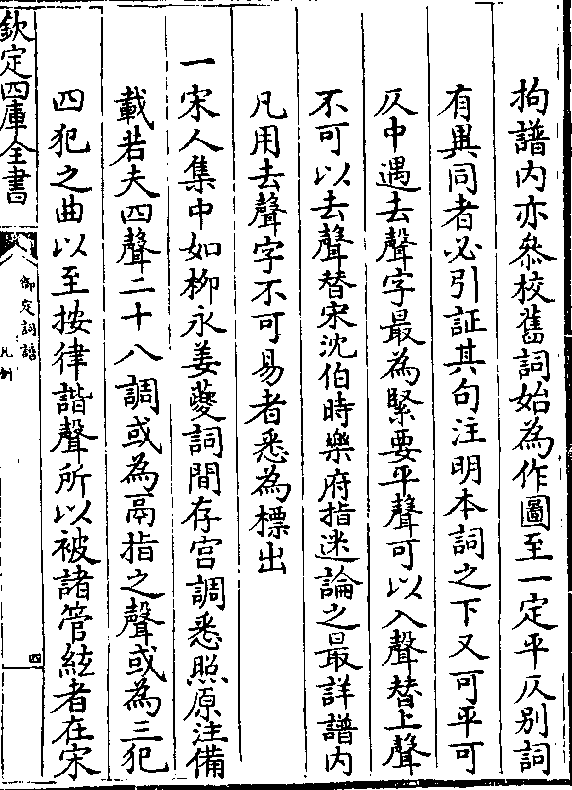 拘譜內亦叅校舊詞始為作圖至一定平仄別詞
有異同者必引証其句注明本詞之下又可平可
仄中遇去聲字最為緊要平聲可以入聲替上聲
不可以去聲替宋沈伯時樂府指迷論之最詳譜內
凡用去聲字不可易者悉為標出
一宋人集中如柳永姜夔詞間存宮調悉照原注備
載若夫四聲二十八調或為鬲指之聲或為三犯
四犯之曲以至按律諧聲所以被諸管絃者在宋
欽定四庫全書
御定詞譜
凡例
四